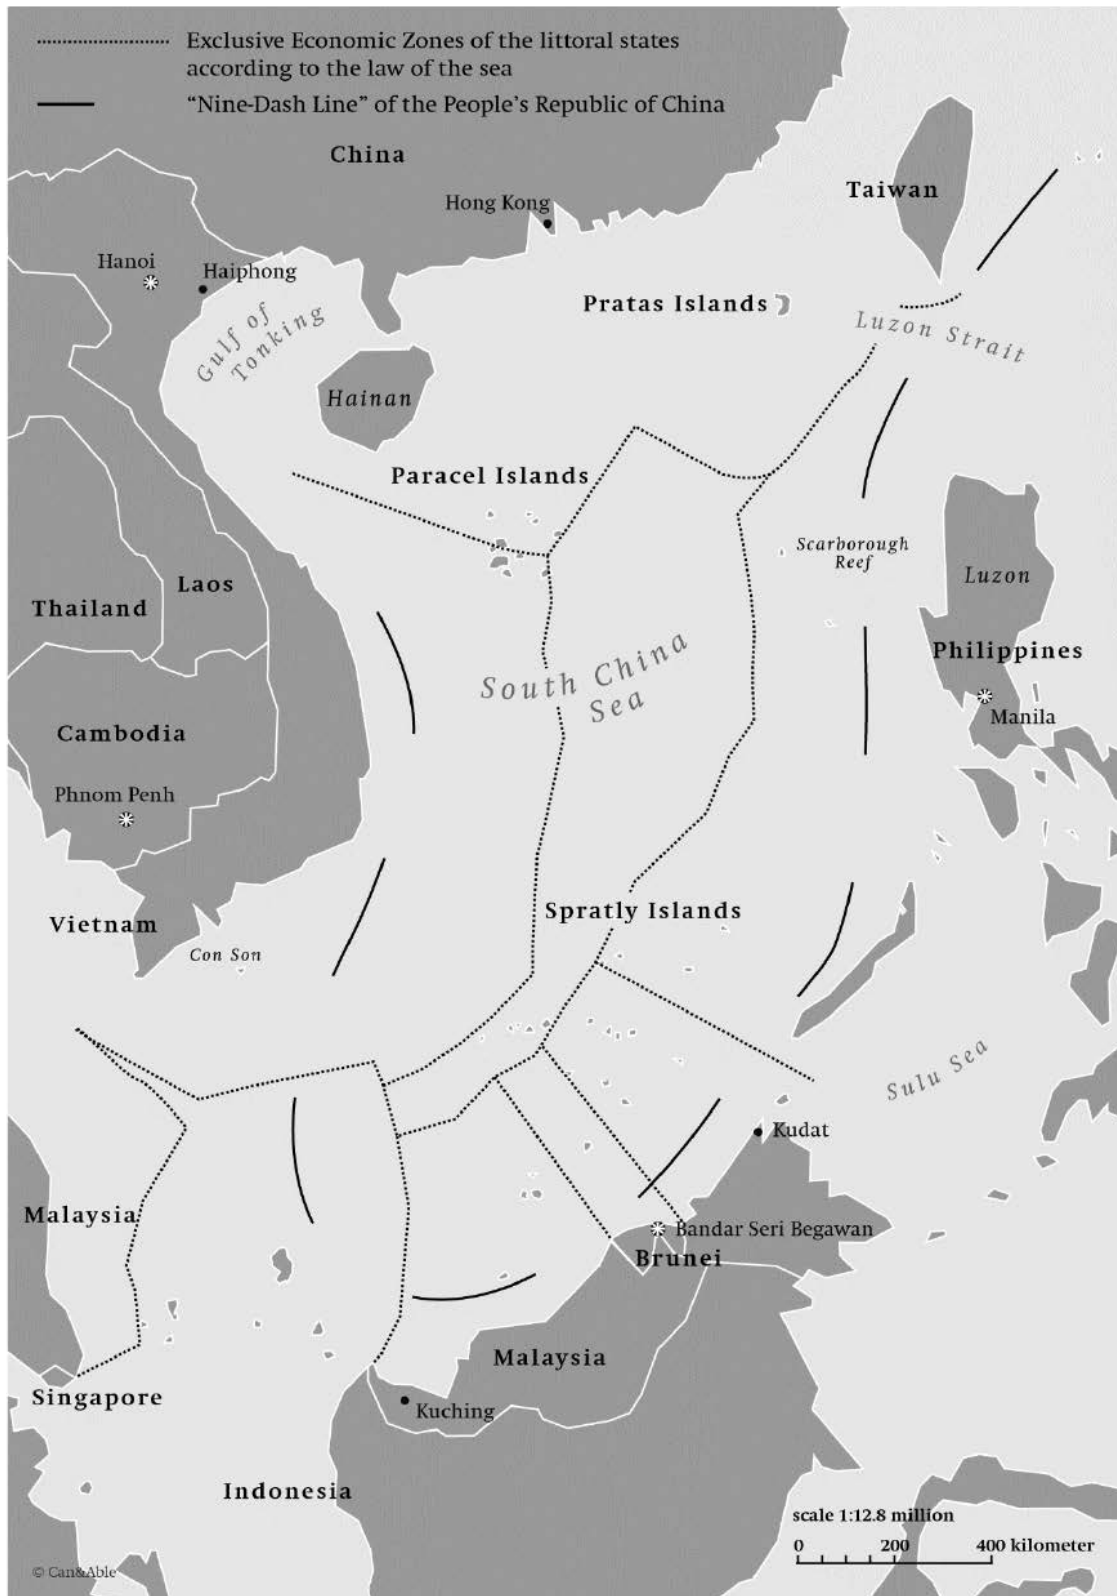 Exclusive Economic Zones of the littoral states
according to the law of the sea
“Nine-Dash Line” of the People’s Republic of China
China
Taiwan
Hong Kong
Hanoi
Haiphong
Gulf of
Tonking
Pratas Islands
Luzon Strait
Hainan
Paracel Islands
Scarborough
Reef
Luzon
Laos
Thailand
South China
Sea
Philippines
Manila
Cambodia
Phnom Penh
Spratly Islands
Vietnam
Con Son
Sulu Sea
Kudat
Malaysia
Bandar Seri Begawan
Brunei
Malaysia
Singapore
Kuching
Indonesia
scale 1:12.8 million
0 200 400 kilometer
© Can&Able